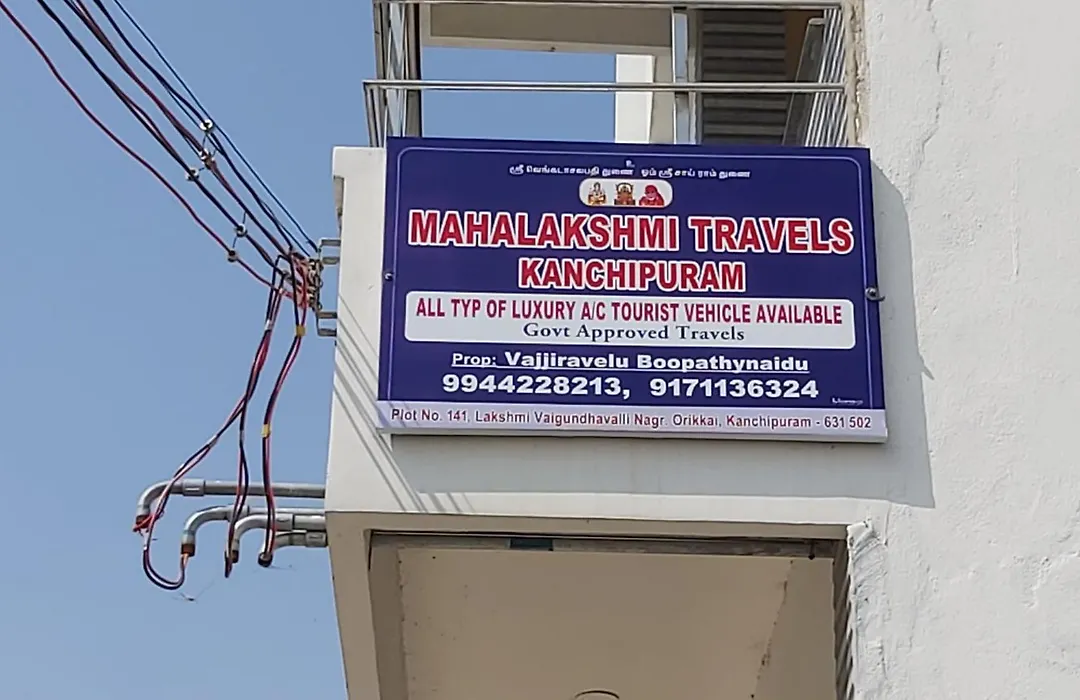 உ
ஸ்ரீ வெங்கடாசலபதி துணை ஓம் ஸ்ரீ சாய் ராம் துணை
MAHALAKSHMI TRAVELS
KANCHIPURAM
ALL TYP OF LUXURY A/C TOURIST VEHICLE AVAILABLE
Govt Approved Travels
Prop: Vajjiravelu Boopathynaidu
9944228213, 9171136324
Plot No. 141, Lakshmi Vaigundhavalli Nagr, Orikkai, Kanchipuram - 631 502